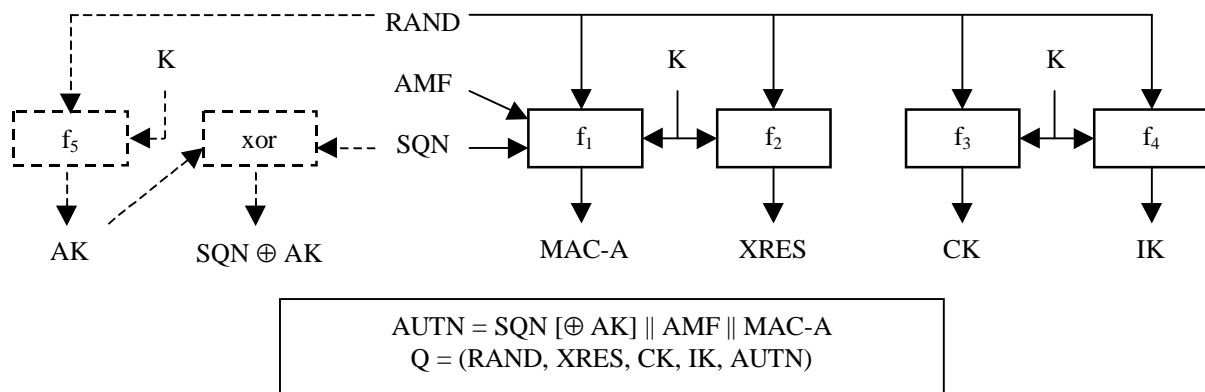 RAND
K
K
AMF
f5
xor
SQN
f1
f2
f3
f4
AK
SQN ⊕ AK
MAC-A
XRES
CK
IK
AUTN = SQN [⊕ AK] || AMF || MAC-A
Q = (RAND, XRES, CK, IK, AUTN)